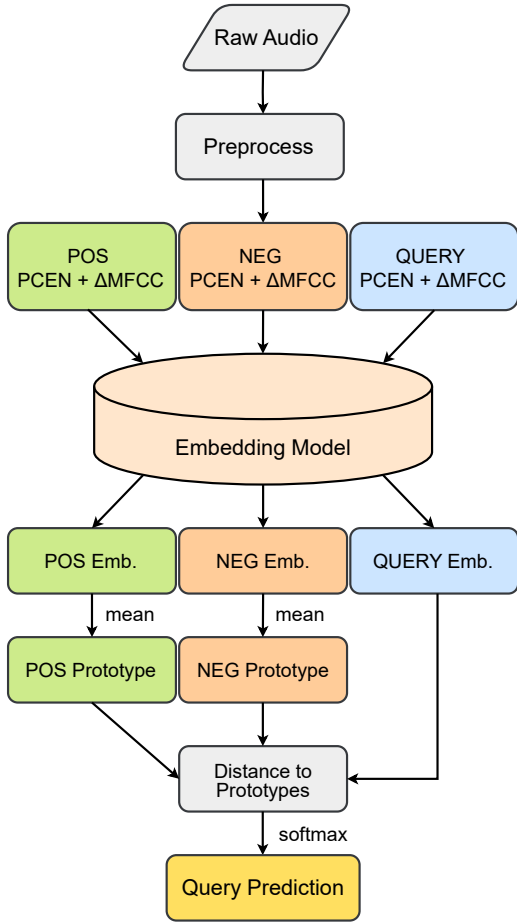 Raw Audio
Preprocess
POS
PCEN + ΔMFCC
NEG
PCEN + ΔMFCC
QUERY
PCEN + ΔMFCC
Embedding Model
POS Emb.
NEG Emb.
QUERY Emb.
mean
mean
POS Prototype
NEG Prototype
Distance to
Prototypes
softmax
Query Prediction